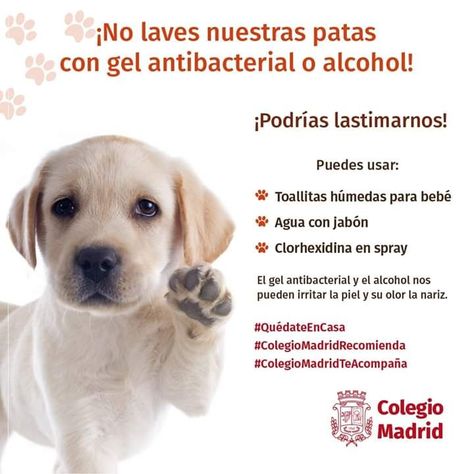 ¡No laves nuestras patas
con gel antibacterial o alcohol!
¡Podrías lastimarnos!
Puedes usar:
Toallitas húmedas para bebé
Agua con jabón
Clorhexidina en spray
El gel antibacterial y el alcohol nos
pueden irritar la piel y su olor la nariz.
#QuédateEnCasa
#ColegioMadridRecomienda
#ColegioMadridTeAcompaña
Colegio
Madrid